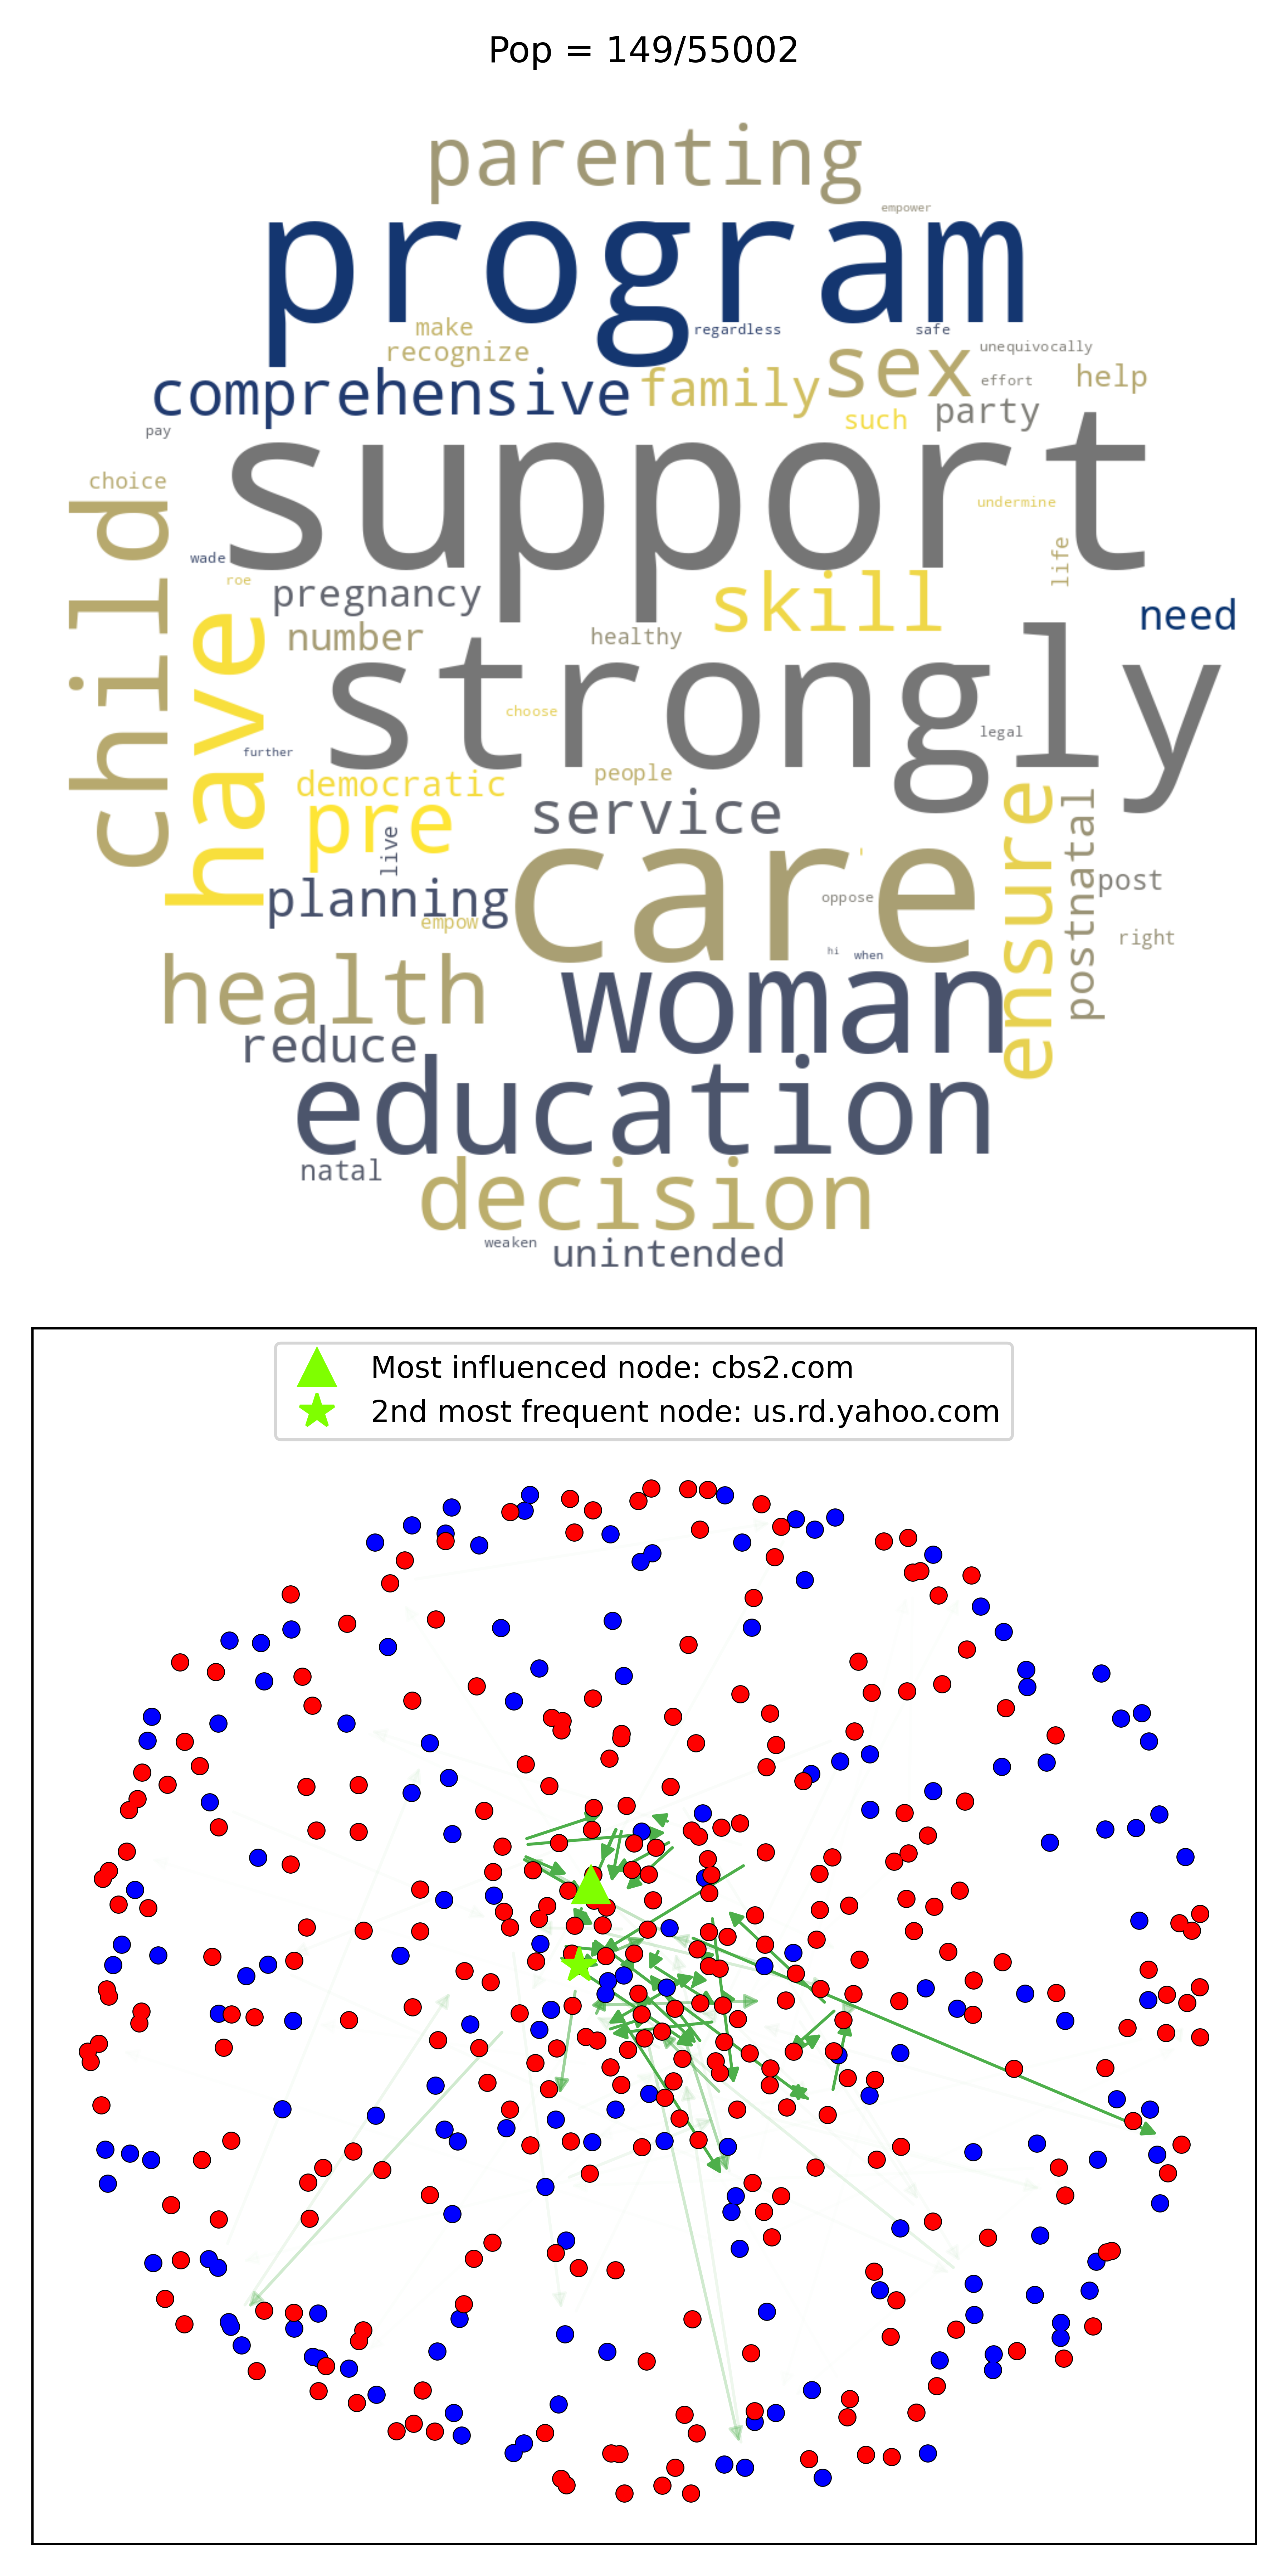 Pop = 149/55002
parenting
empower
program
make
regardless
safe
recognize
unequivocally
comprehensive
family
sex
effort
help
such
party
pay
support
choice
undermine
child
wade
life
roe
pregnancy
skill
need
have
number
healthy
strongly
choose
legal
further
democratic
people
pre
service
ensure
postnatal
live
'
care
planning
oppose
post
empow
right
hi
when
health
woman
reduce
education
natal
decision
weaken
unintended
Most influenced node: cbs2.com
2nd most frequent node: us.rd.yahoo.com